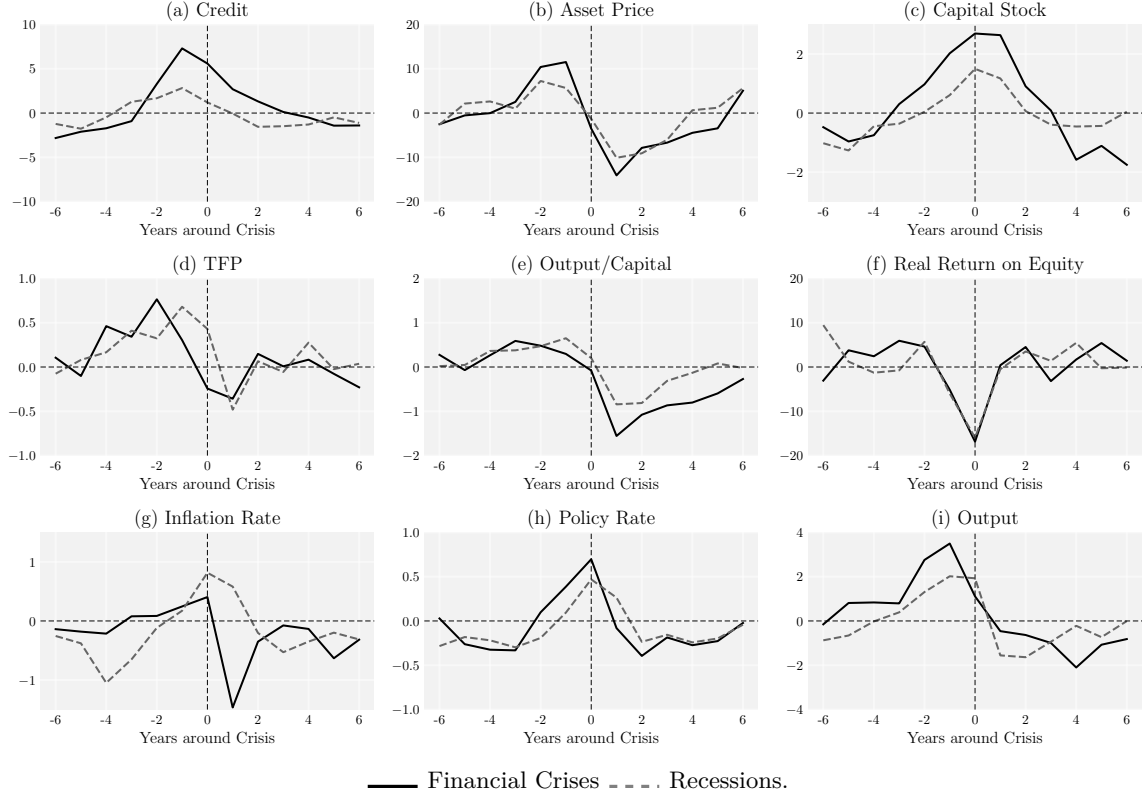 (a) Credit
10
5
0
−5
−10
-6 -4 -2 0 2 4 6
Years around Crisis
(b) Asset Price
20
10
0
−10
−20
-6 -4 -2 0 2 4 6
Years around Crisis
(c) Capital Stock
2
0
−2
-6 -4 -2 0 2 4 6
Years around Crisis
(d) TFP
1.0
0.5
0.0
−0.5
−1.0
-6 -4 -2 0 2 4 6
Years around Crisis
(e) Output/Capital
2
1
0
−1
−2
-6 -4 -2 0 2 4 6
Years around Crisis
(f) Real Return on Equity
20
10
0
−10
−20
-6 -4 -2 0 2 4 6
Years around Crisis
(g) Inflation Rate
1
0
−1
-6 -4 -2 0 2 4 6
Years around Crisis
(h) Policy Rate
1.0
0.5
0.0
−0.5
−1.0
-6 -4 -2 0 2 4 6
Years around Crisis
(i) Output
4
2
0
−2
−4
-6 -4 -2 0 2 4 6
Years around Crisis
Financial Crises Recessions.